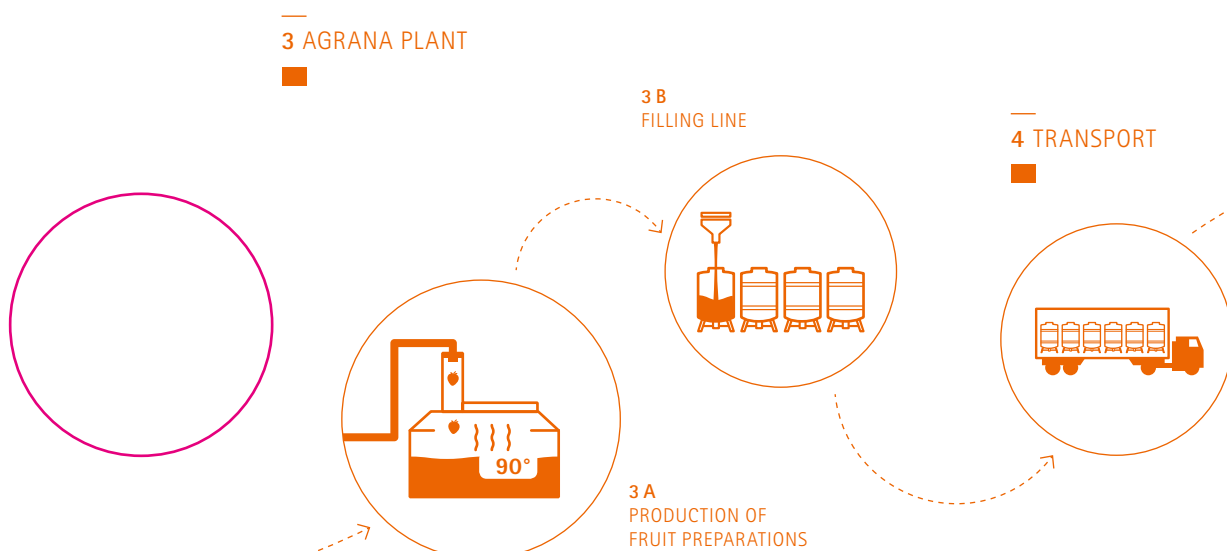 3 AGRANA PLANT
3 B
FILLING LINE
4 TRANSPORT
90°
3 A
PRODUCTION OF
FRUIT PREPARATIONS